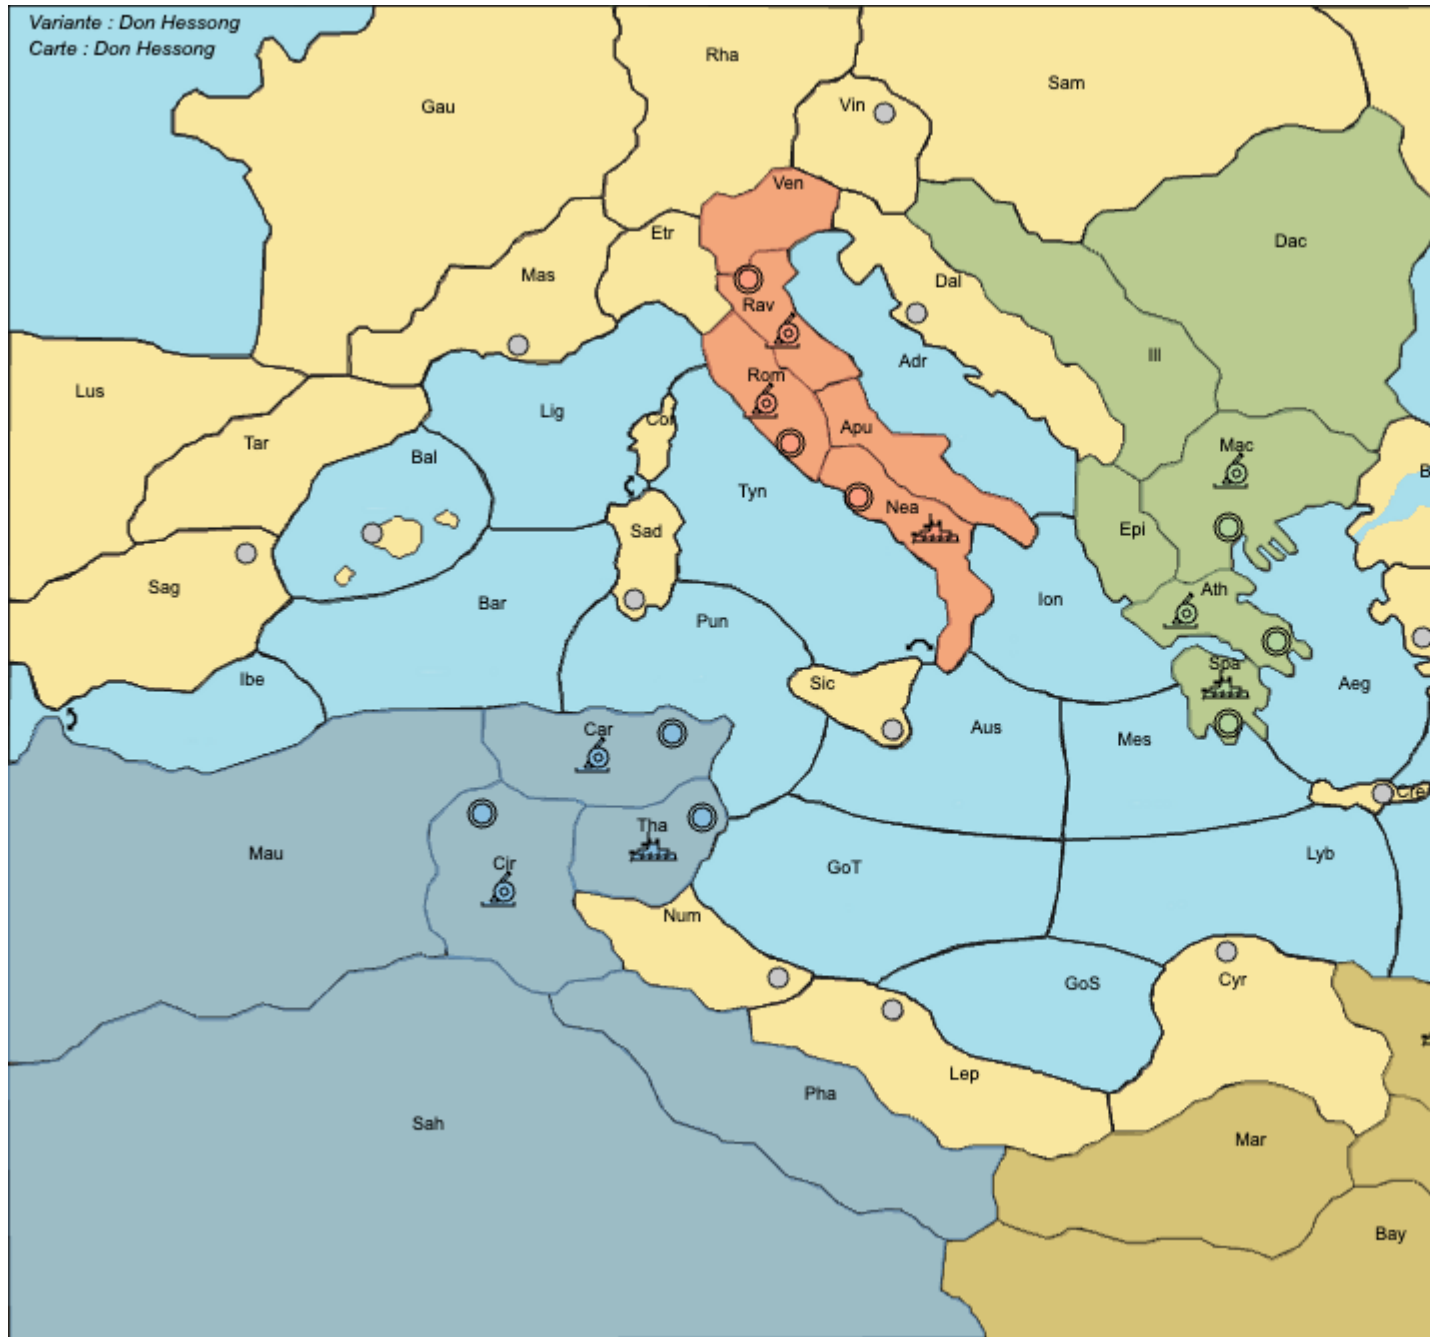 Variante : Don Hessong
Carte : Don Hessong
Rha
Sam
Gau
Vin
Ven
Etr
Dac
Mas
Dal
Rav
Ill
Adr
Rom
Lus
Lig
Cor
Apu
Tar
Mac
Bal
Tyn
Nea
Sad
Epi
Sag
Ath
Bar
Ion
Pun
Spa
Ibe
Sic
Aeg
Car
Aus
Mes
Cre
Tha
Mau
Cir
GoT
Lyb
Num
GoS
Cyr
Lep
Pha
Sah
Mar
Bay